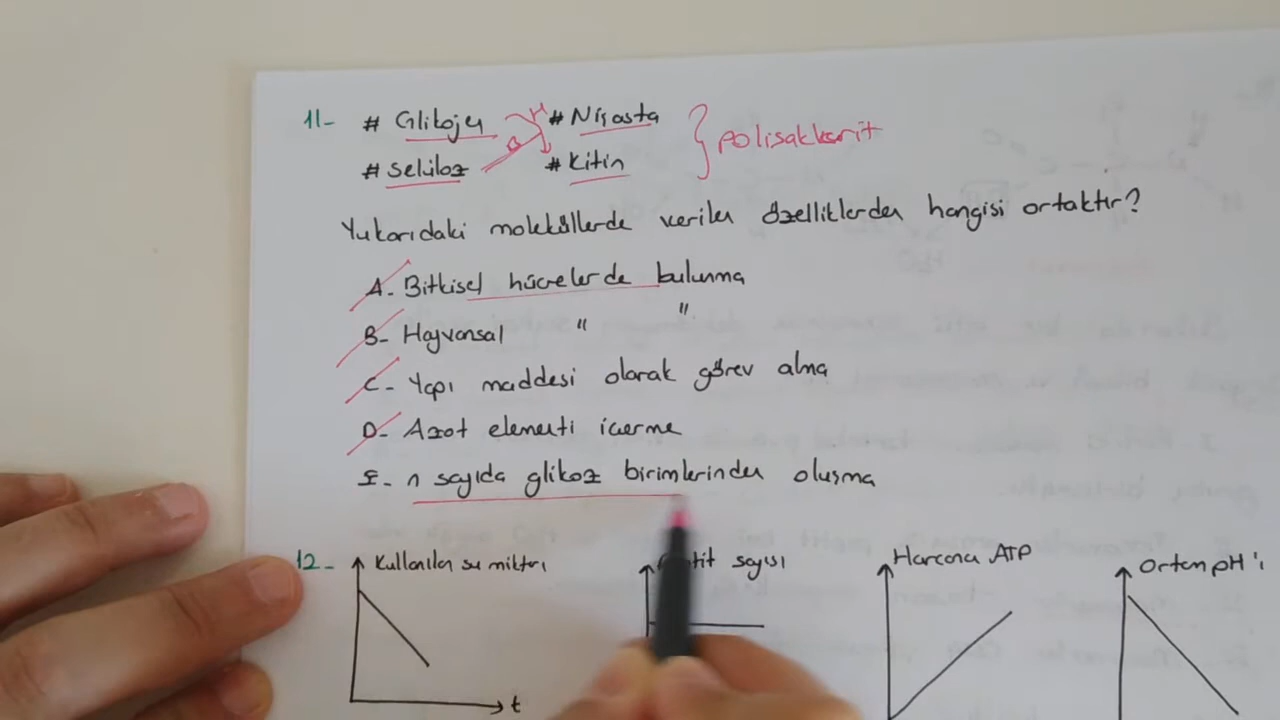 11- # Glikojen # Nişasta } polisakkarit
# Selüloz # Kitin
H
B
Yukarıdaki moleküllerde verilen özelliklerden hangisi ortaktır?
A- Bitkisel hücrelerde bulunma
B- Hayvansal " "
C- Yapı maddesi olarak görev alma
D- Azot elementi içerme
E- n sayıda glikoz birimlerinden oluşma
12- Kullanılan su miktarı
sayısı
Harcanan ATP
Ortam pH'ı
t